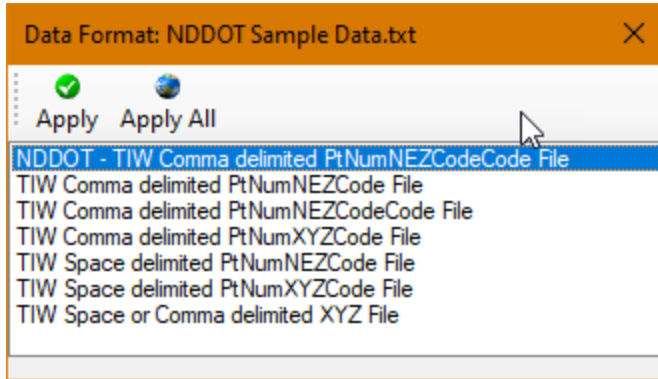 Data Format: NDDOT Sample Data.txt
Apply Apply All
NDDOT - TIW Comma delimited PtNumNEZCodeCode File
TIW Comma delimited PtNumNEZCode File
TIW Comma delimited PtNumNEZCodeCode File
TIW Comma delimited PtNumXYZCode File
TIW Space delimited PtNumNEZCode File
TIW Space delimited PtNumXYZCode File
TIW Space or Comma delimited XYZ File